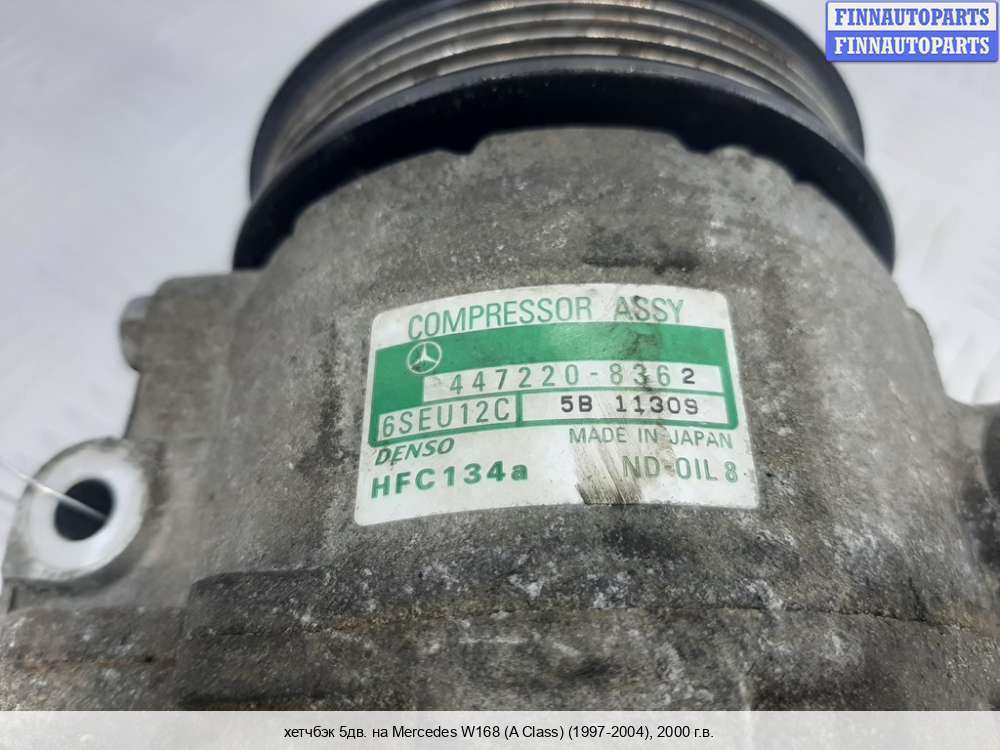 FINNAUTOPARTS
FINNAUTOPARTS
COMPRESSOR ASSY
447220-8362
6SEU12C 5B 11309
DENSO MADE IN JAPAN
HFC134a ND-OIL 8
хетчбэк 5дв. на Mercedes W168 (A Class) (1997-2004), 2000 г.в.